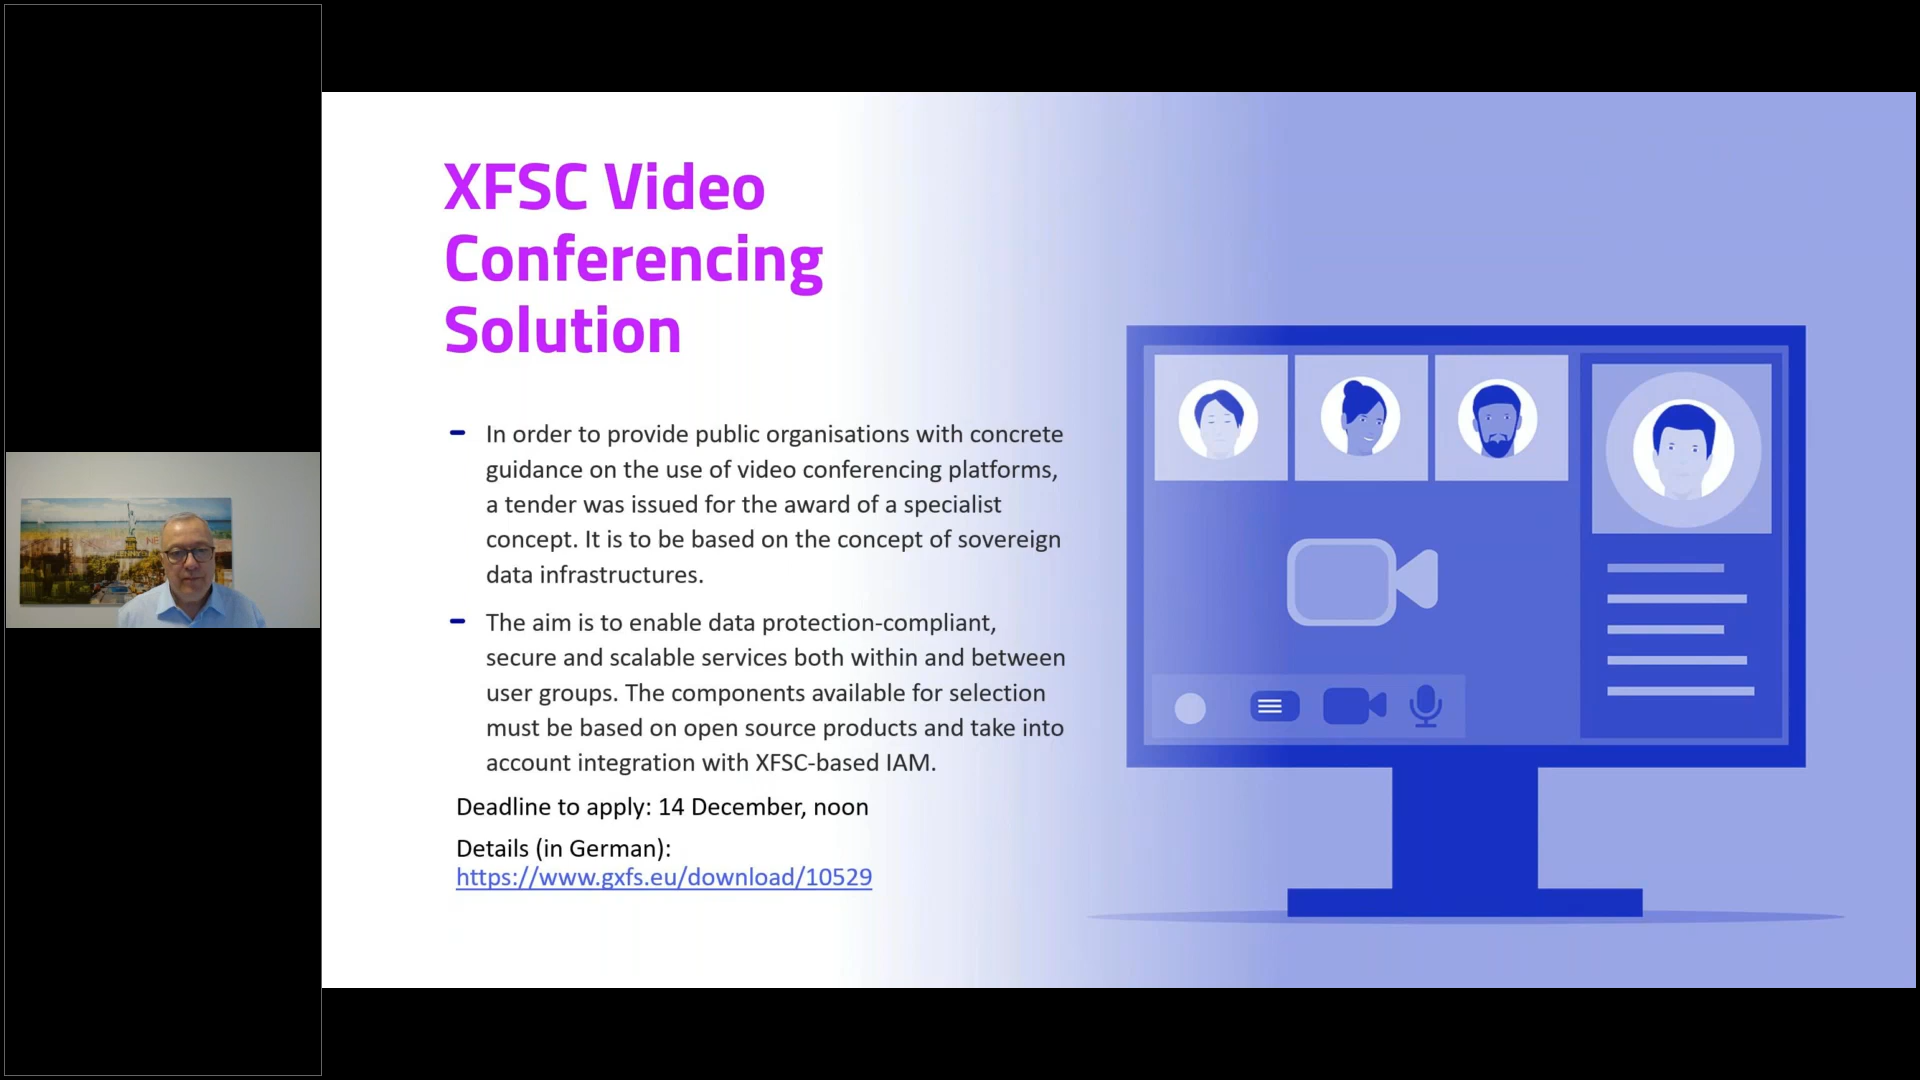 XFSC Video
Conferencing
Solution
- In order to provide public organisations with concrete
guidance on the use of video conferencing platforms,
a tender was issued for the award of a specialist
concept. It is to be based on the concept of sovereign
data infrastructures.
- The aim is to enable data protection-compliant,
secure and scalable services both within and between
user groups. The components available for selection
must be based on open source products and take into
account integration with XFSC-based IAM.
Deadline to apply: 14 December, noon
Details (in German):
https://www.gxfs.eu/download/10529